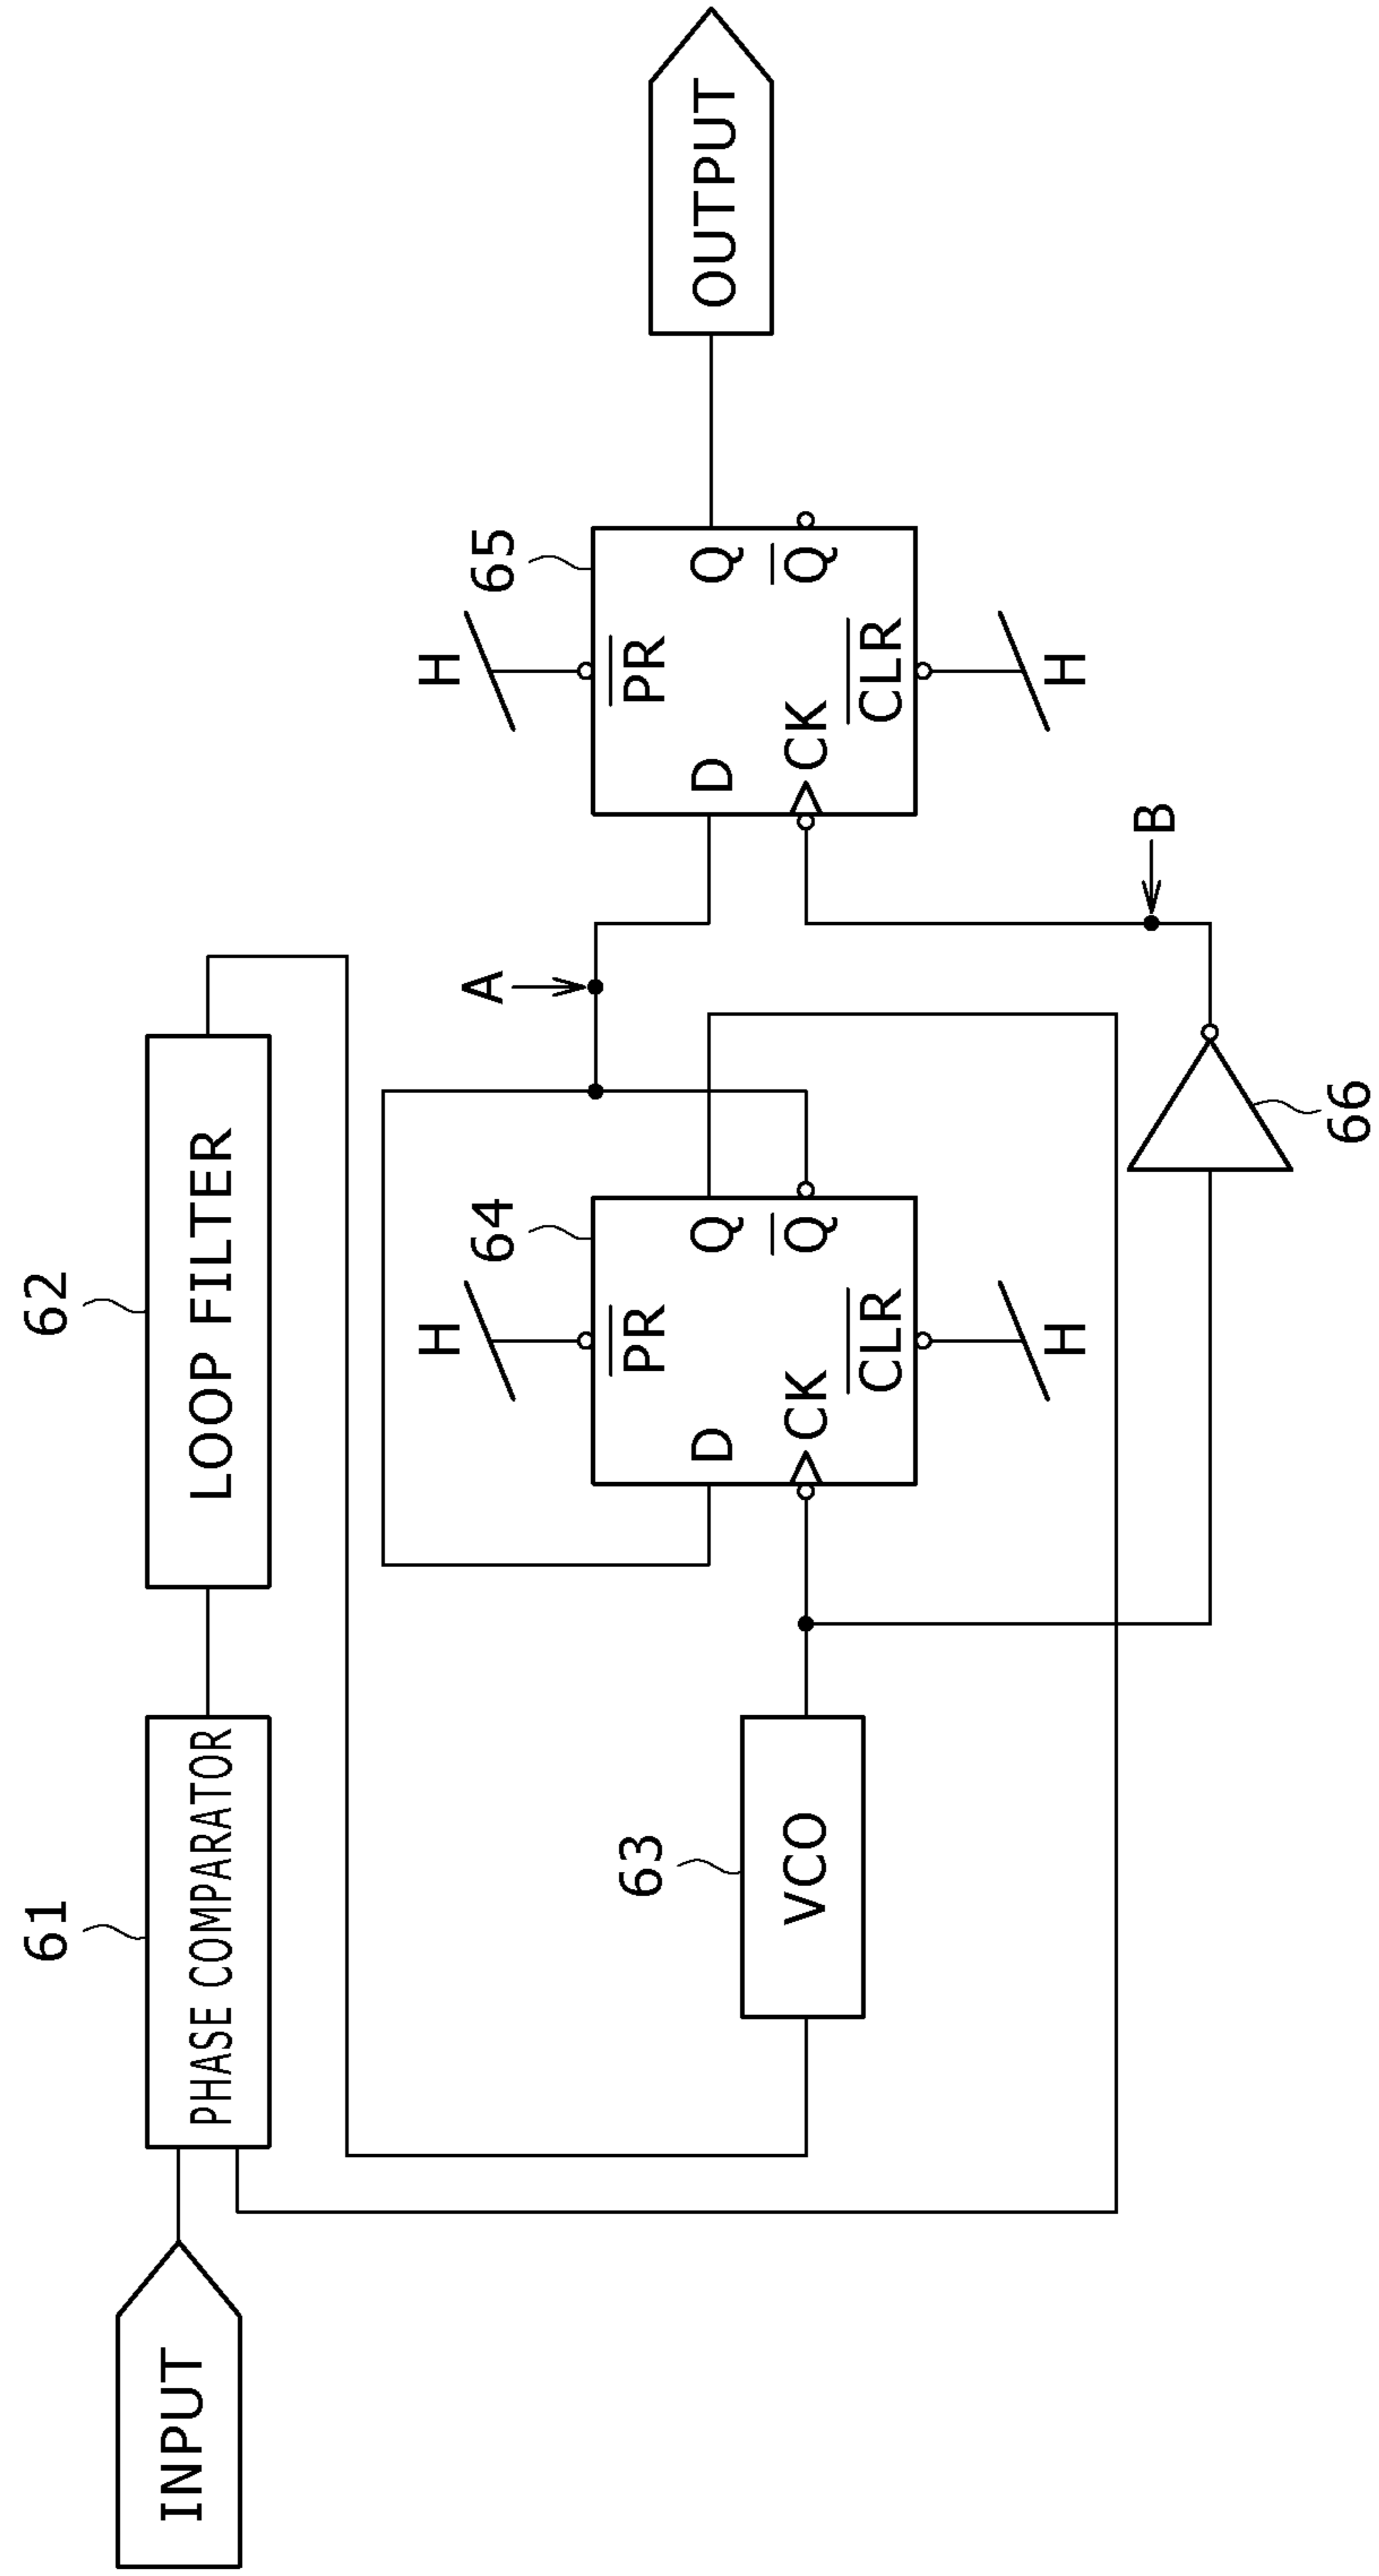 61
62
INPUT
PHASE COMPARATOR
LOOP FILTER
63
VCO
H
64
PR
D
Q
CK
Q
CLR
H
A
H
65
PR
D
Q
CK
Q
CLR
H
OUTPUT
66
B